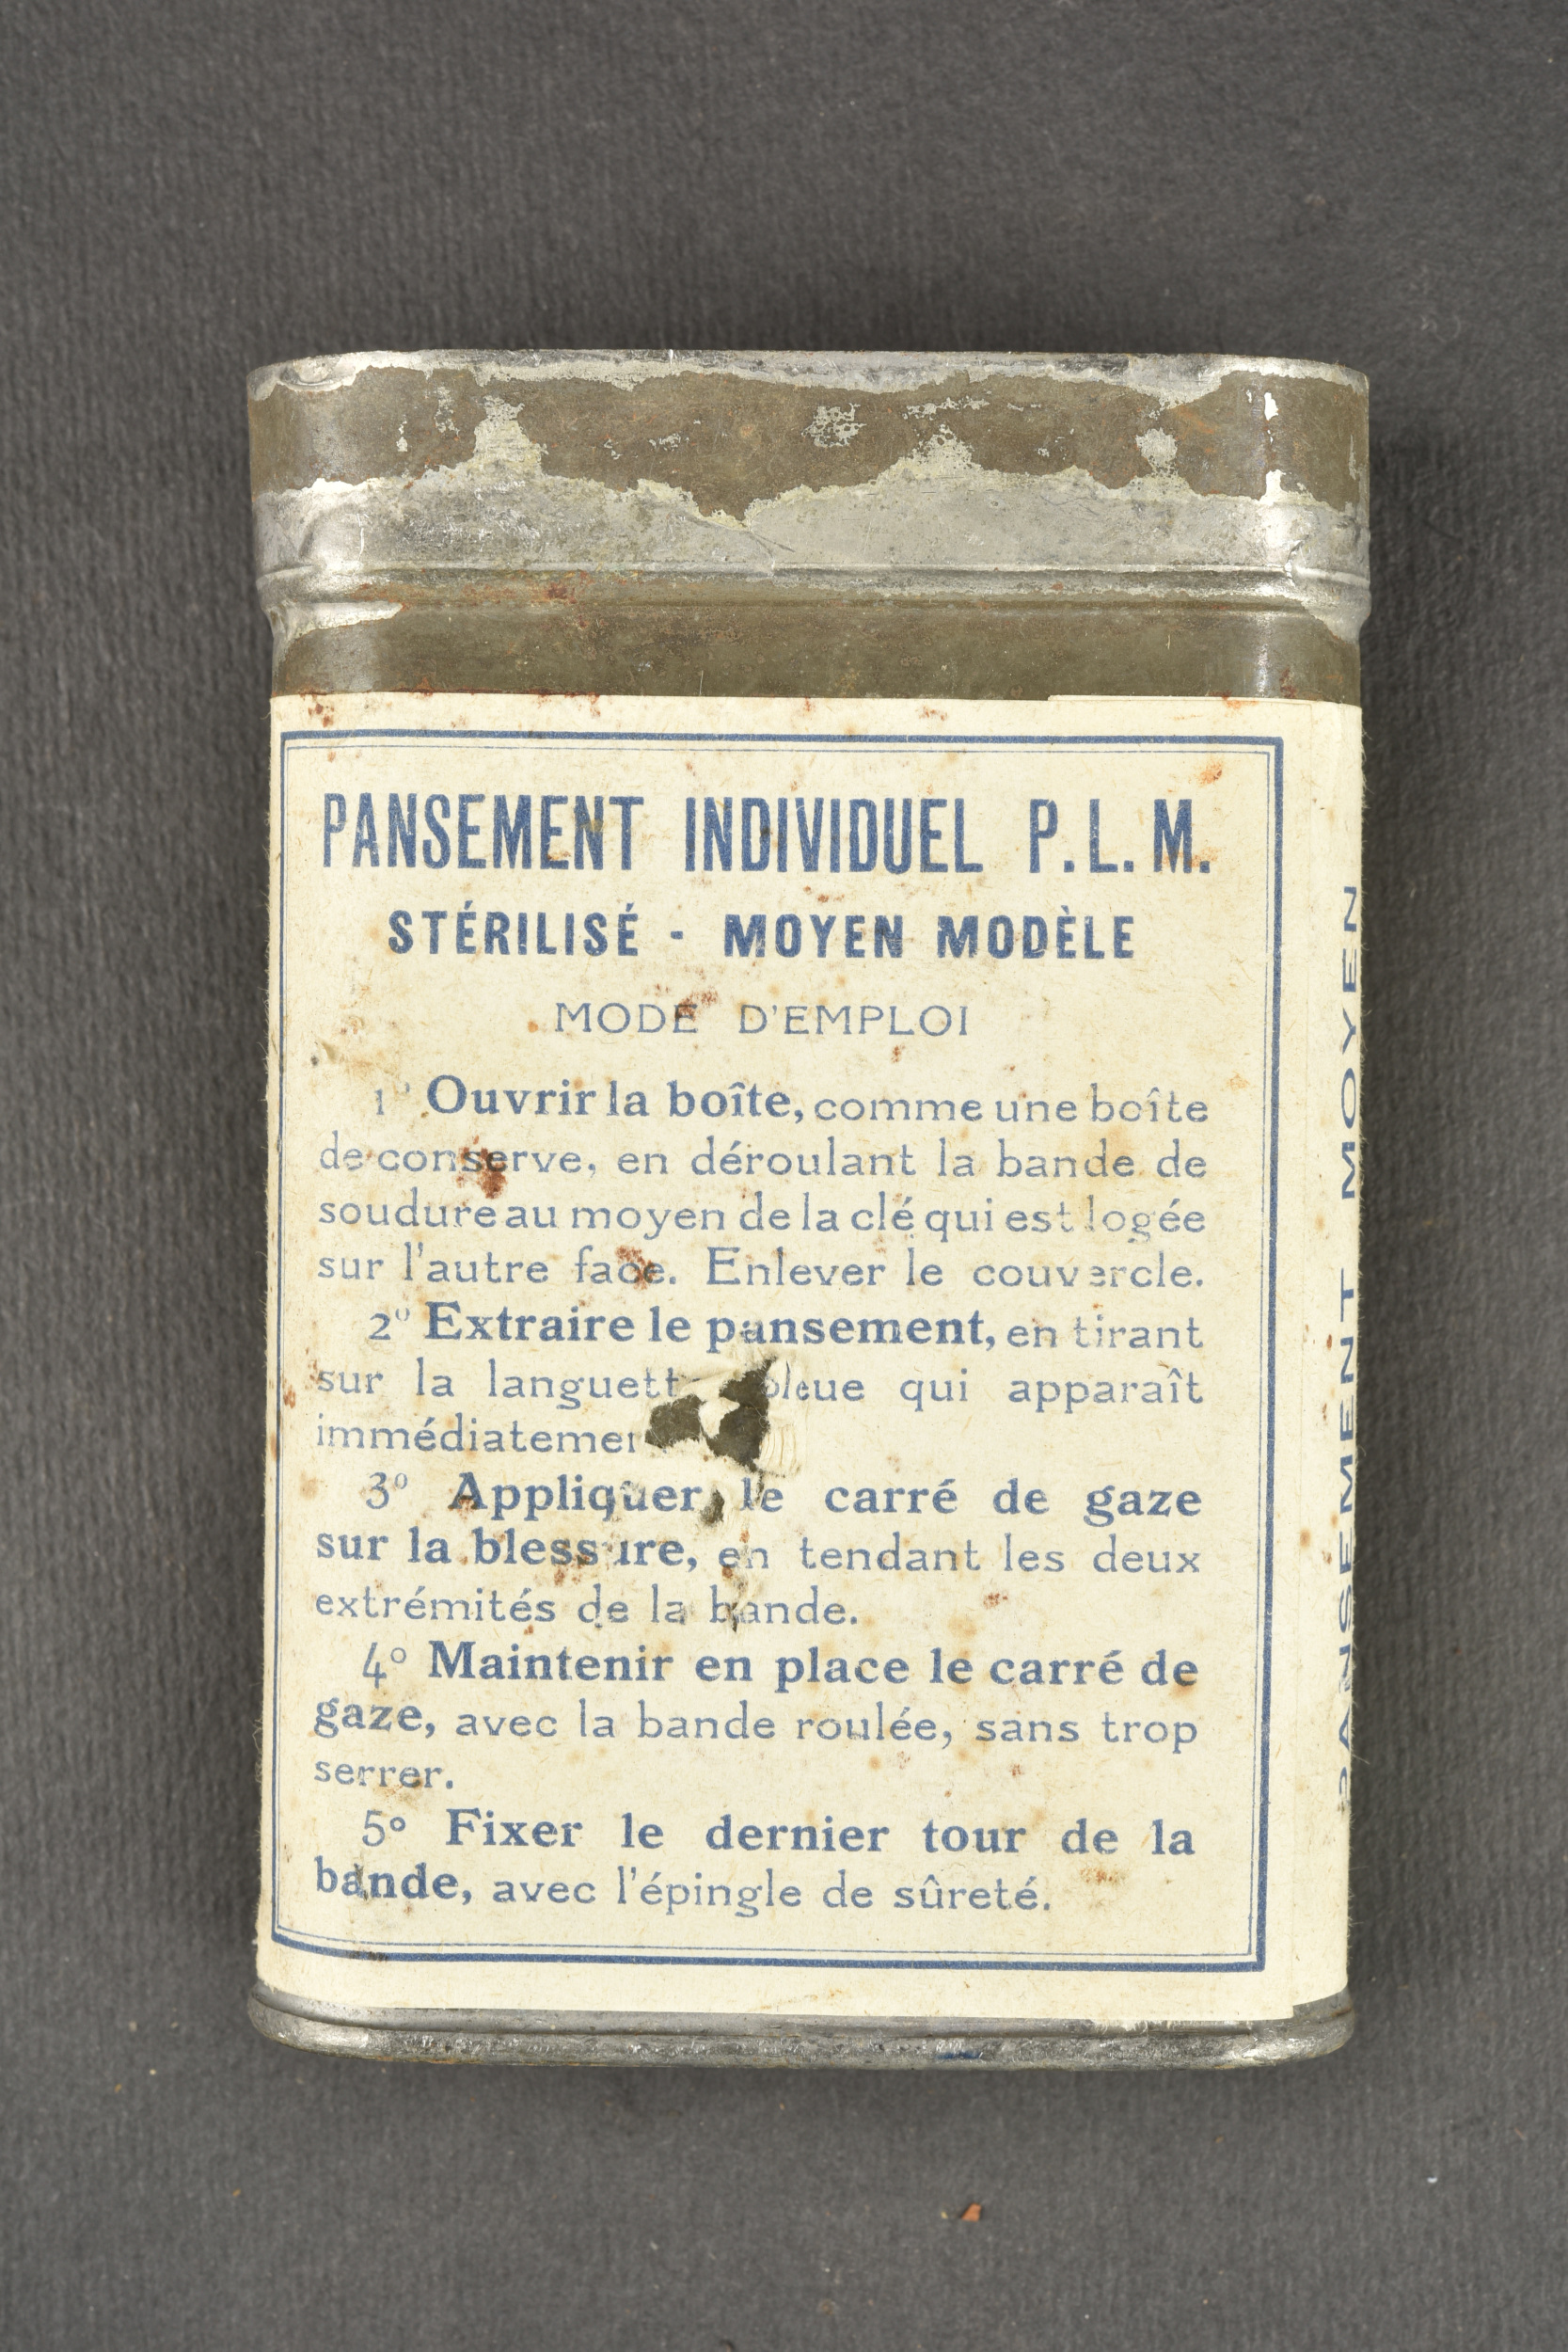 PANSEMENT INDIVIDUEL P.L.M.
STÉRILISÉ - MOYEN MODÈLE
MODE D'EMPLOI
1° Ouvrir la boîte, comme une boîte
de conserve, en déroulant la bande de
soudure au moyen de la clé qui est logée
sur l'autre face. Enlever le couvercle.
2° Extraire le pansement, en tirant
sur la languette bleue qui apparaît
3° Appliquer le carré de gaze
sur la blessure, en tendant les deux
extrémités de la bande.
4° Maintenir en place le carré de
gaze, avec la bande roulée, sans trop
serrer.
5° Fixer le dernier tour de la
bande, avec l'épingle de sûreté.
PANSEMENT MOYEN